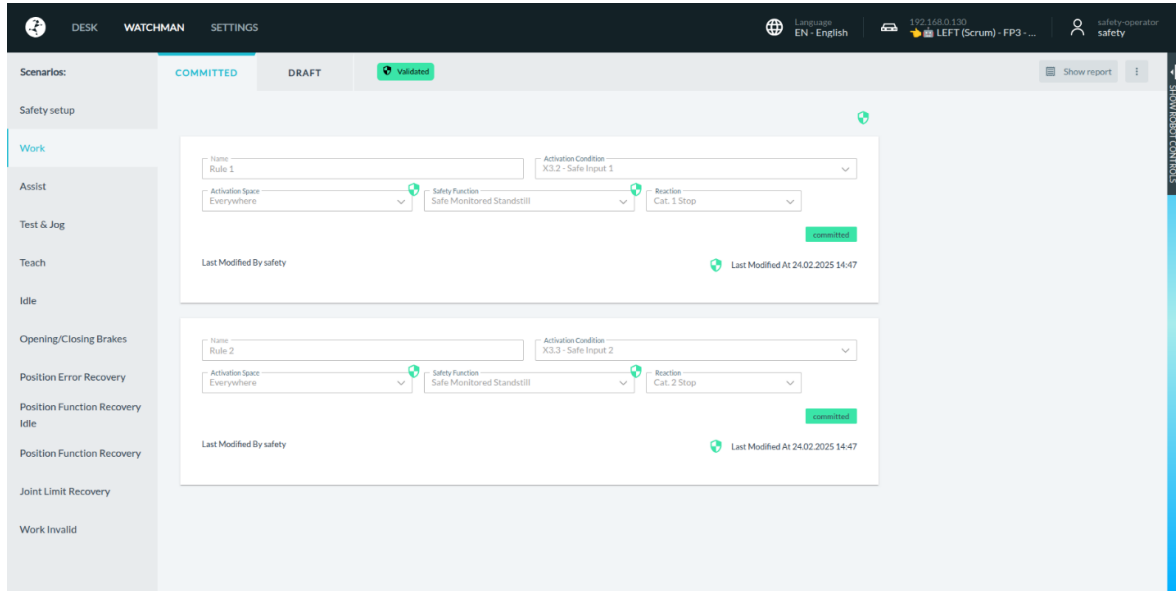 DESK WATCHMAN SETTINGS
Language
EN - English
192.168.0.130
LEFT (Scrum) - FP3 - ...
safety-operator
safety
Scenarios:
Safety setup
Work
Assist
Test & Jog
Teach
Idle
Opening/Closing Brakes
Position Error Recovery
Position Function Recovery
Idle
Position Function Recovery
Joint Limit Recovery
Work Invalid
COMMITTED DRAFT Validated
Show report
SHOW ROBOT CONTROLS
Name
Rule 1
Activation Condition
X3.2 - Safe Input 1
Activation Space
Everywhere
Safety Function
Safe Monitored Standstill
Reaction
Cat. 1 Stop
committed
Last Modified By safety
Last Modified At 24.02.2025 14:47
Name
Rule 2
Activation Condition
X3.3 - Safe Input 2
Activation Space
Everywhere
Safety Function
Safe Monitored Standstill
Reaction
Cat. 2 Stop
committed
Last Modified By safety
Last Modified At 24.02.2025 14:47